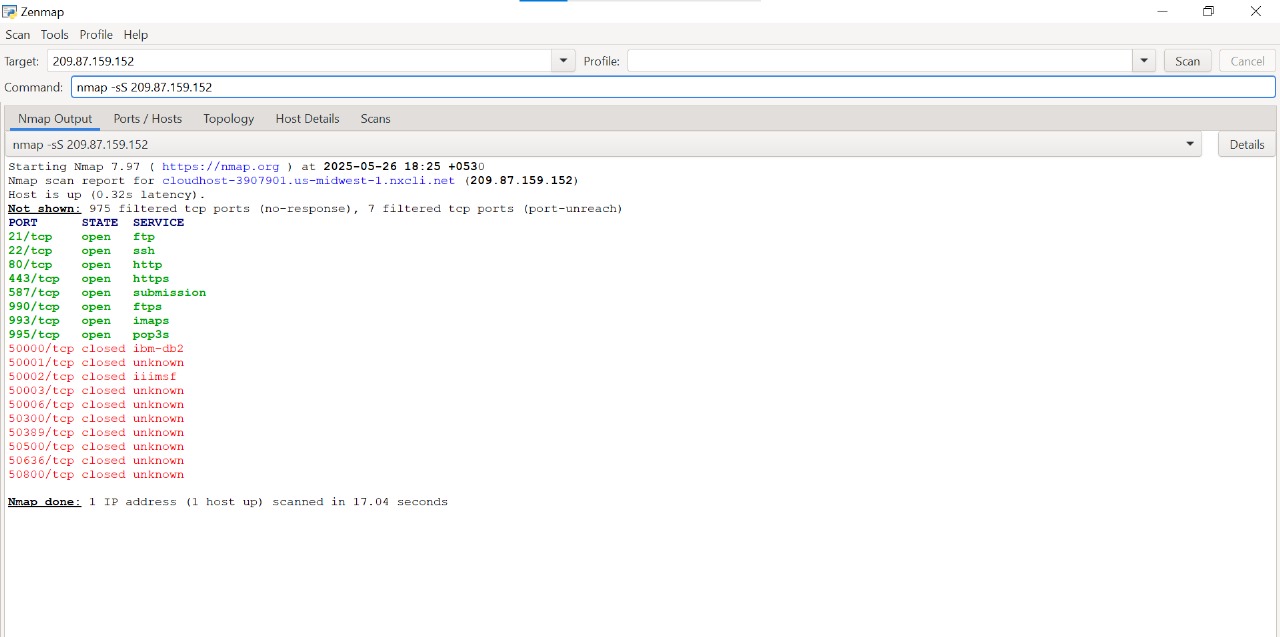 Zenmap
Scan Tools Profile Help
Target: 209.87.159.152 Profile: Scan Cancel
Command: nmap -sS 209.87.159.152
Nmap Output Ports / Hosts Topology Host Details Scans
nmap -sS 209.87.159.152 Details
Starting Nmap 7.97 ( https://nmap.org ) at 2025-05-26 18:25 +0530
Nmap scan report for cloudhost-3907901.us-midwest-1.nxcli.net (209.87.159.152)
Host is up (0.32s latency).
Not shown: 975 filtered tcp ports (no-response), 7 filtered tcp ports (port-unreach)
PORT STATE SERVICE
21/tcp open ftp
22/tcp open ssh
80/tcp open http
443/tcp open https
587/tcp open submission
990/tcp open ftps
993/tcp open imaps
995/tcp open pop3s
50000/tcp closed ibm-db2
50001/tcp closed unknown
50002/tcp closed iiimsf
50003/tcp closed unknown
50006/tcp closed unknown
50300/tcp closed unknown
50389/tcp closed unknown
50500/tcp closed unknown
50636/tcp closed unknown
50800/tcp closed unknown
Nmap done: 1 IP address (1 host up) scanned in 17.04 seconds